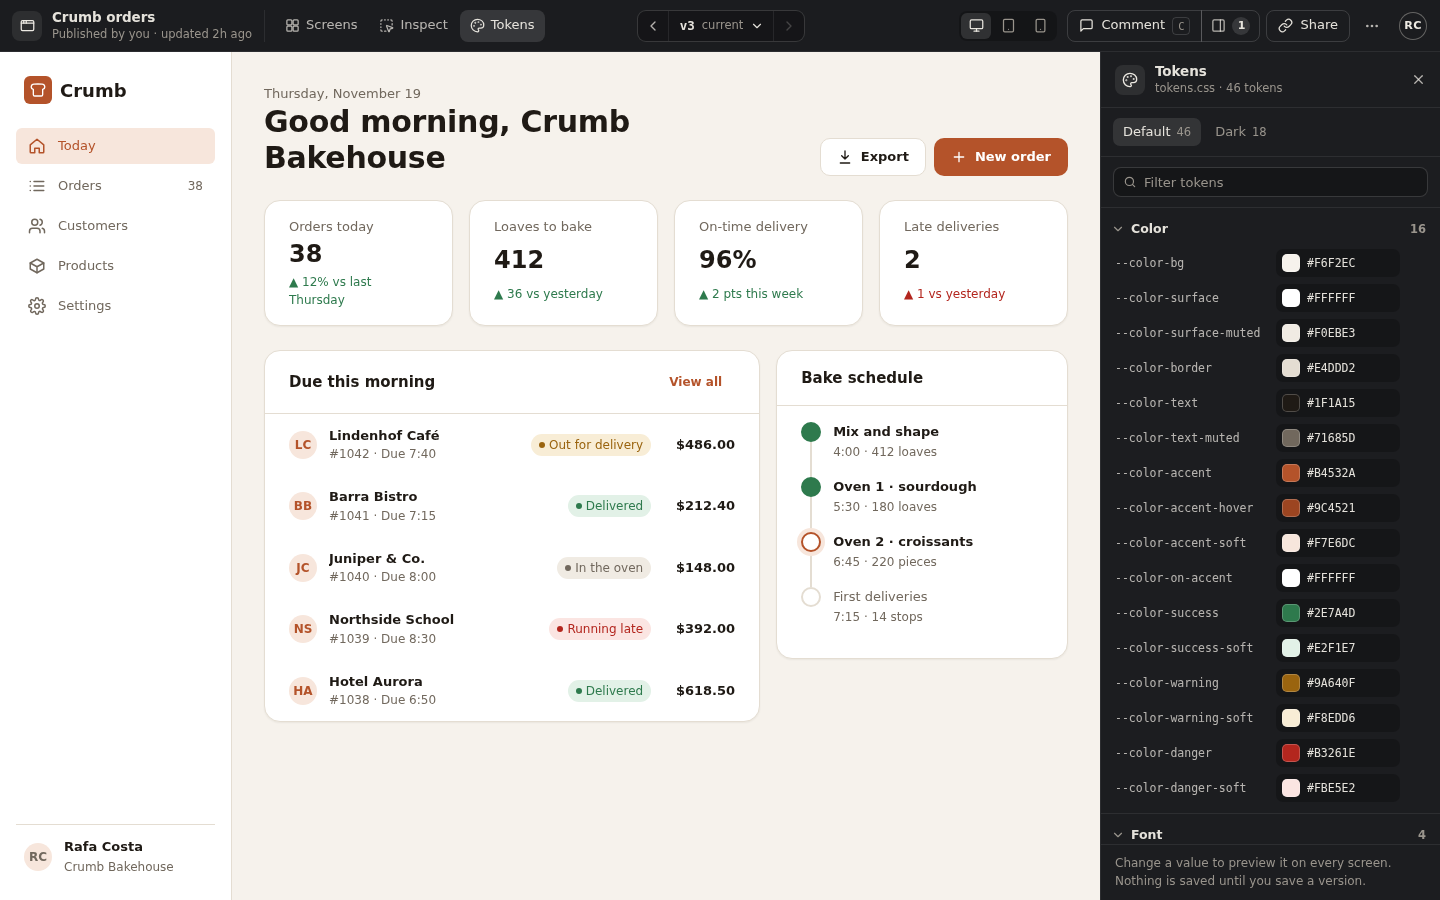 Crumb orders
Published by you · updated 2h ago
Screens
Inspect
Tokens
v3 current
Comment C
1
Share
RC
Crumb
Today
Orders 38
Customers
Products
Settings
RC
Rafa Costa
Crumb Bakehouse
Thursday, November 19
Good morning, Crumb
Bakehouse
Export
New order
Orders today
38
▲ 12% vs last
Thursday
Loaves to bake
412
▲ 36 vs yesterday
On-time delivery
96%
▲ 2 pts this week
Late deliveries
2
▲ 1 vs yesterday
Due this morning
View all
LC
Lindenhof Café
#1042 · Due 7:40
Out for delivery
$486.00
BB
Barra Bistro
#1041 · Due 7:15
Delivered
$212.40
JC
Juniper & Co.
#1040 · Due 8:00
In the oven
$148.00
NS
Northside School
#1039 · Due 8:30
Running late
$392.00
HA
Hotel Aurora
#1038 · Due 6:50
Delivered
$618.50
Bake schedule
Mix and shape
4:00 · 412 loaves
Oven 1 · sourdough
5:30 · 180 loaves
Oven 2 · croissants
6:45 · 220 pieces
First deliveries
7:15 · 14 stops
Tokens
tokens.css · 46 tokens
Default 46
Dark 18
Filter tokens
Color 16
--color-bg #F6F2EC
--color-surface #FFFFFF
--color-surface-muted #F0EBE3
--color-border #E4DDD2
--color-text #1F1A15
--color-text-muted #71685D
--color-accent #B4532A
--color-accent-hover #9C4521
--color-accent-soft #F7E6DC
--color-on-accent #FFFFFF
--color-success #2E7A4D
--color-success-soft #E2F1E7
--color-warning #9A640F
--color-warning-soft #F8EDD6
--color-danger #B3261E
--color-danger-soft #FBE5E2
Font 4
Change a value to preview it on every screen.
Nothing is saved until you save a version.